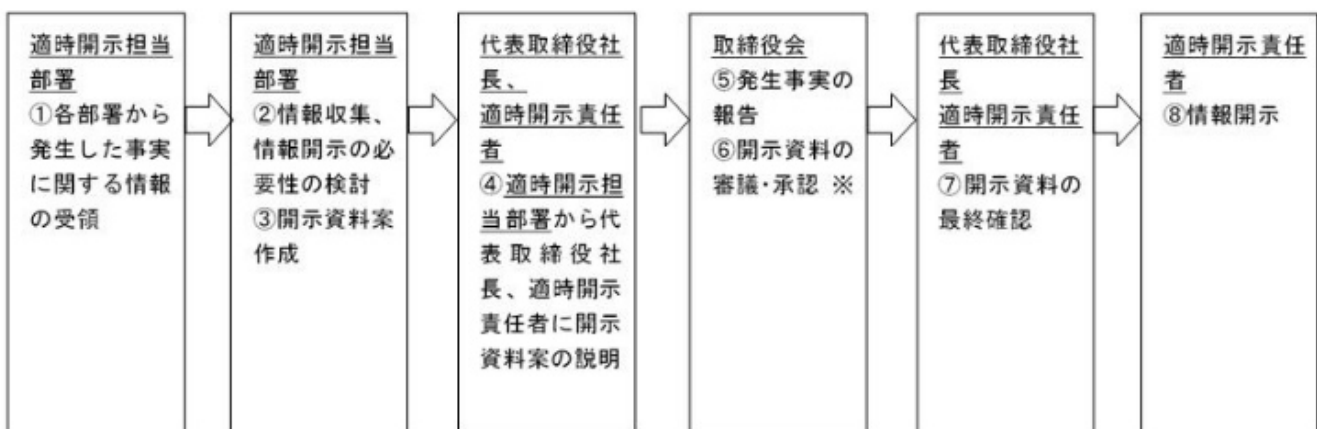 適時開示担当
部署
①各部署から
発生した事実
に関する情報
の受領
適時開示担当
部署
②情報収集、
情報開示の必
要性の検討
③開示資料案
作成
代表取締役社
長、
適時開示責任
者
④適時開示担
当部署から代
表取締役社
長、適時開示
責任者に開示
資料案の説明
取締役会
⑤発生事実の
報告
⑥開示資料の
審議・承認 ※
代表取締役社
長
適時開示責任
者
⑦開示資料の
最終確認
適時開示責任
者
⑧情報開示